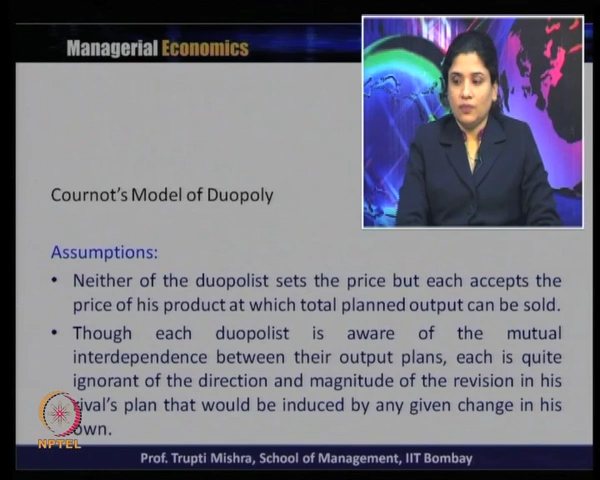 Managerial Economics
Cournot's Model of Duopoly
Assumptions:
• Neither of the duopolist sets the price but each accepts the
price of his product at which total planned output can be sold.
• Though each duopolist is aware of the mutual
interdependence between their output plans, each is quite
ignorant of the direction and magnitude of the revision in his
rival's plan that would be induced by any given change in his
own.
NPTEL
Prof. Trupti Mishra, School of Management, IIT Bombay